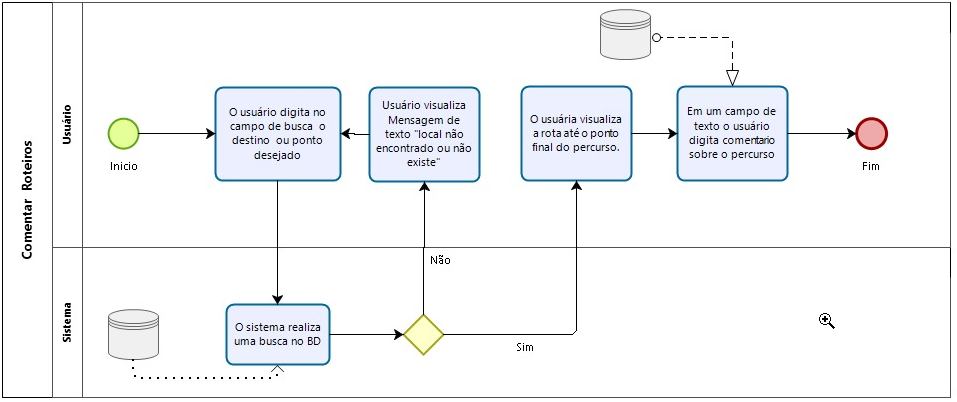 Comentar Roteiros
Usuário
Inicio
O usuário digita no
campo de busca o
destino ou ponto
desejado
Usuário visualiza
Mensagem de
texto "local não
encontrado ou não
existe"
O usuária visualiza
a rota até o ponto
final do percurso.
Em um campo de
texto o usuário
digita comentario
sobre o percurso
Fim
Sistema
O sistema realiza
uma busca no BD
Não
Sim